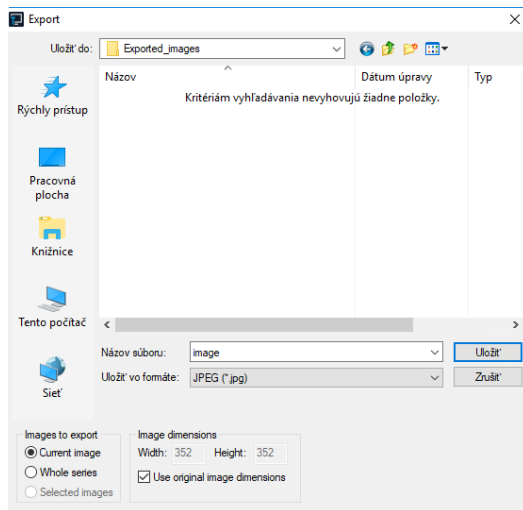 Export
Uložiť do:
Exported_images
Názov
Dátum úpravy
Typ
Kritériám vyhľadávania nevyhovujú žiadne položky.
Rýchly prístup
Pracovná
plocha
Knižnice
Tento počítač
Sieť
Názov súboru:
image
Uložiť
Uložiť vo formáte:
JPEG (*.jpg)
Zrušiť
Images to export
Current image
Whole series
Selected images
Image dimensions
Width: 352 Height: 352
Use original image dimensions